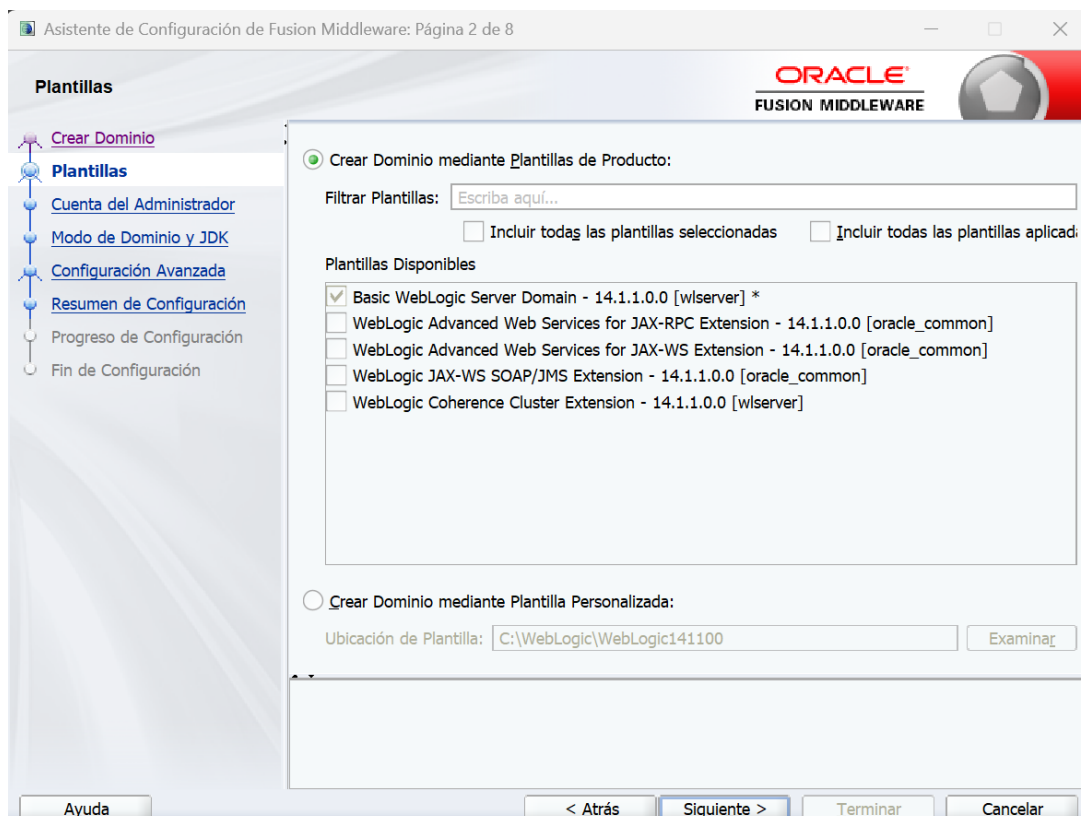 Asistente de Configuración de Fusion Middleware: Página 2 de 8
Plantillas
ORACLE
FUSION MIDDLEWARE
Crear Dominio
Plantillas
Cuenta del Administrador
Modo de Dominio y JDK
Configuración Avanzada
Resumen de Configuración
Progreso de Configuración
Fin de Configuración
Crear Dominio mediante Plantillas de Producto:
Filtrar Plantillas: Escriba aquí...
Incluir todas las plantillas seleccionadas Incluir todas las plantillas aplicad
Plantillas Disponibles
Basic WebLogic Server Domain - 14.1.1.0.0 [wlserver] *
WebLogic Advanced Web Services for JAX-RPC Extension - 14.1.1.0.0 [oracle_common]
WebLogic Advanced Web Services for JAX-WS Extension - 14.1.1.0.0 [oracle_common]
WebLogic JAX-WS SOAP/JMS Extension - 14.1.1.0.0 [oracle_common]
WebLogic Coherence Cluster Extension - 14.1.1.0.0 [wlserver]
Crear Dominio mediante Plantilla Personalizada:
Ubicación de Plantilla: C:\WebLogic\WebLogic141100 Examinar
Ayuda < Atrás Siguiente > Terminar Cancelar